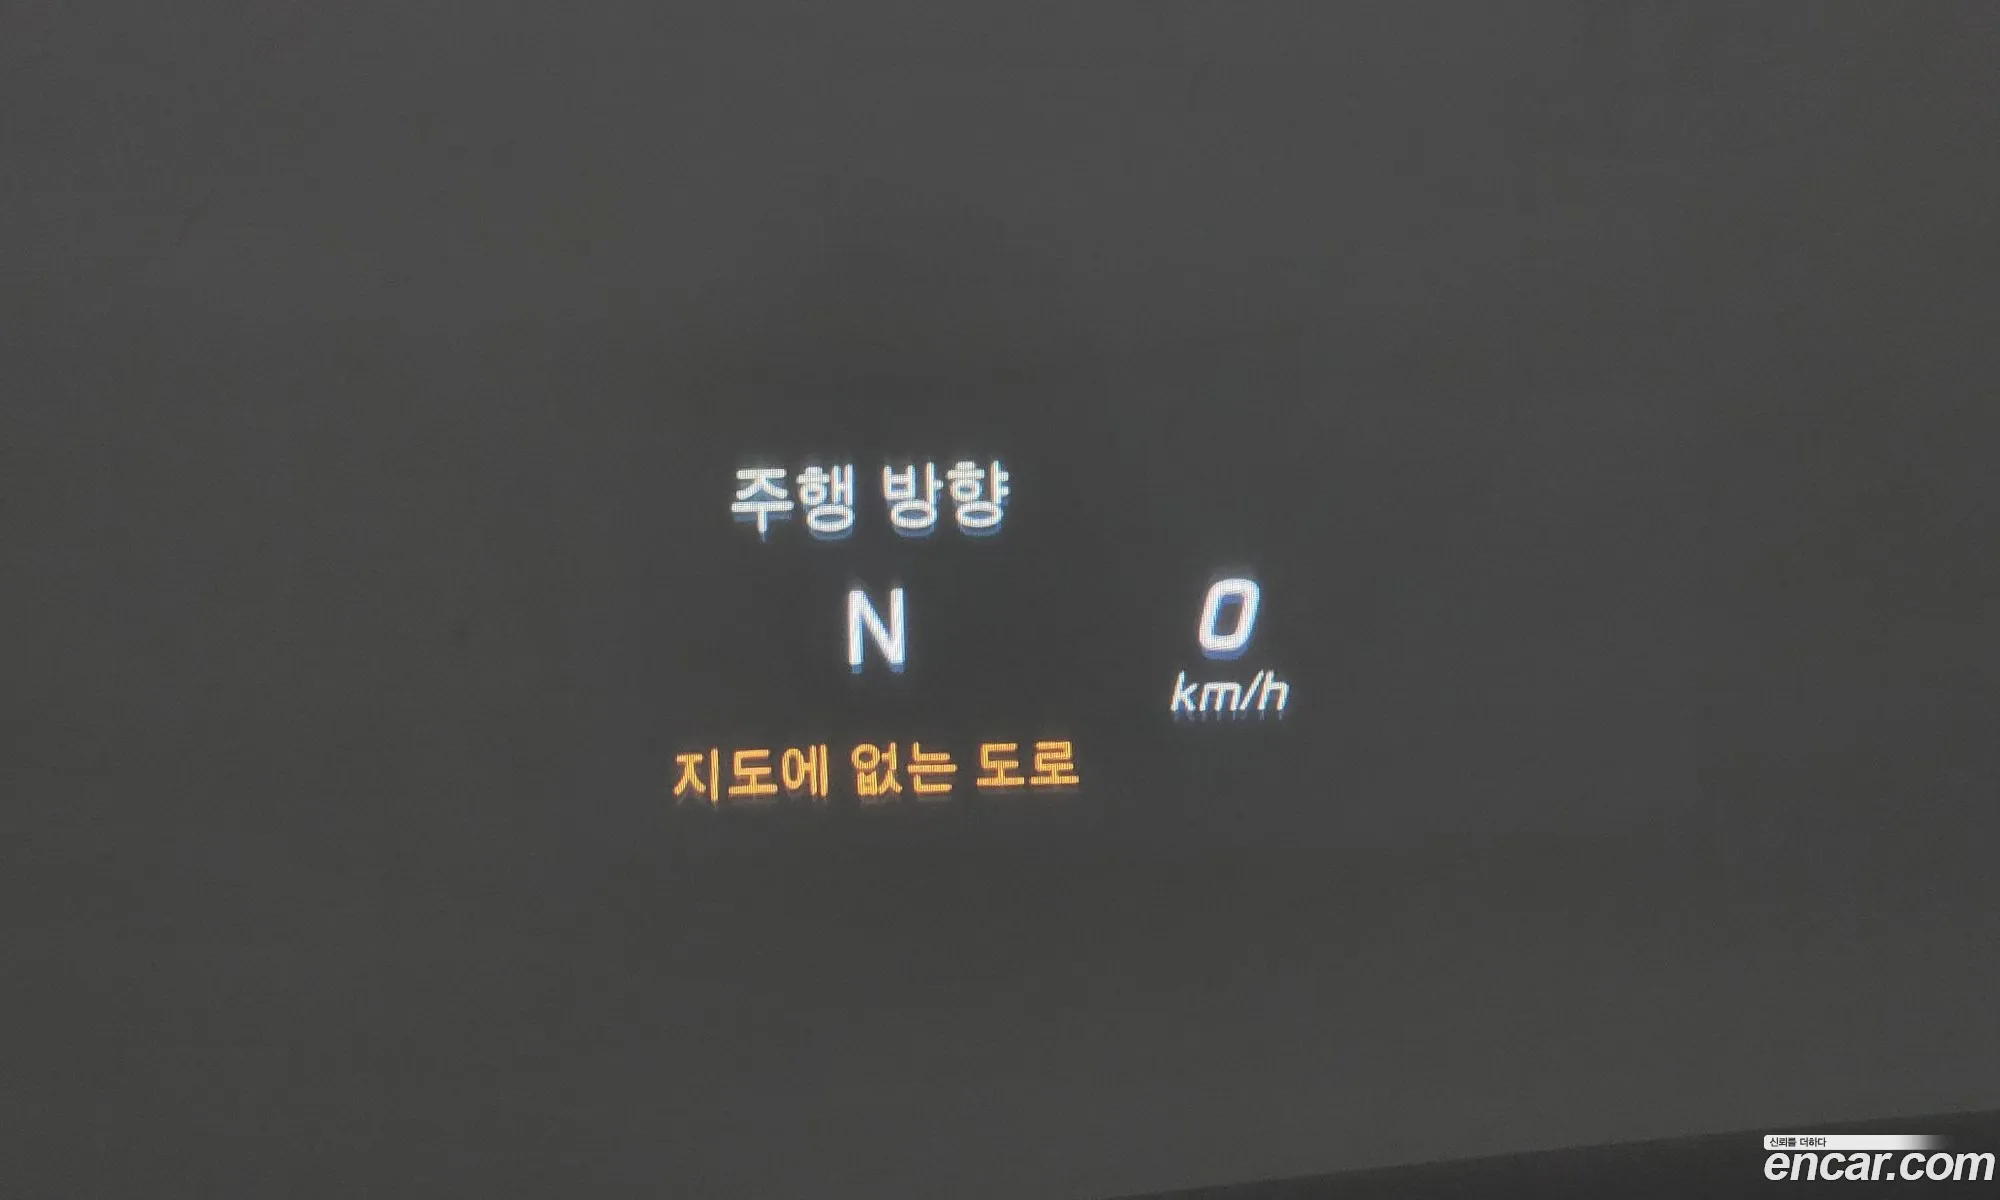 주행 방향
N
0
km/h
지도에 없는 도로
신뢰를 더하다
encar.com